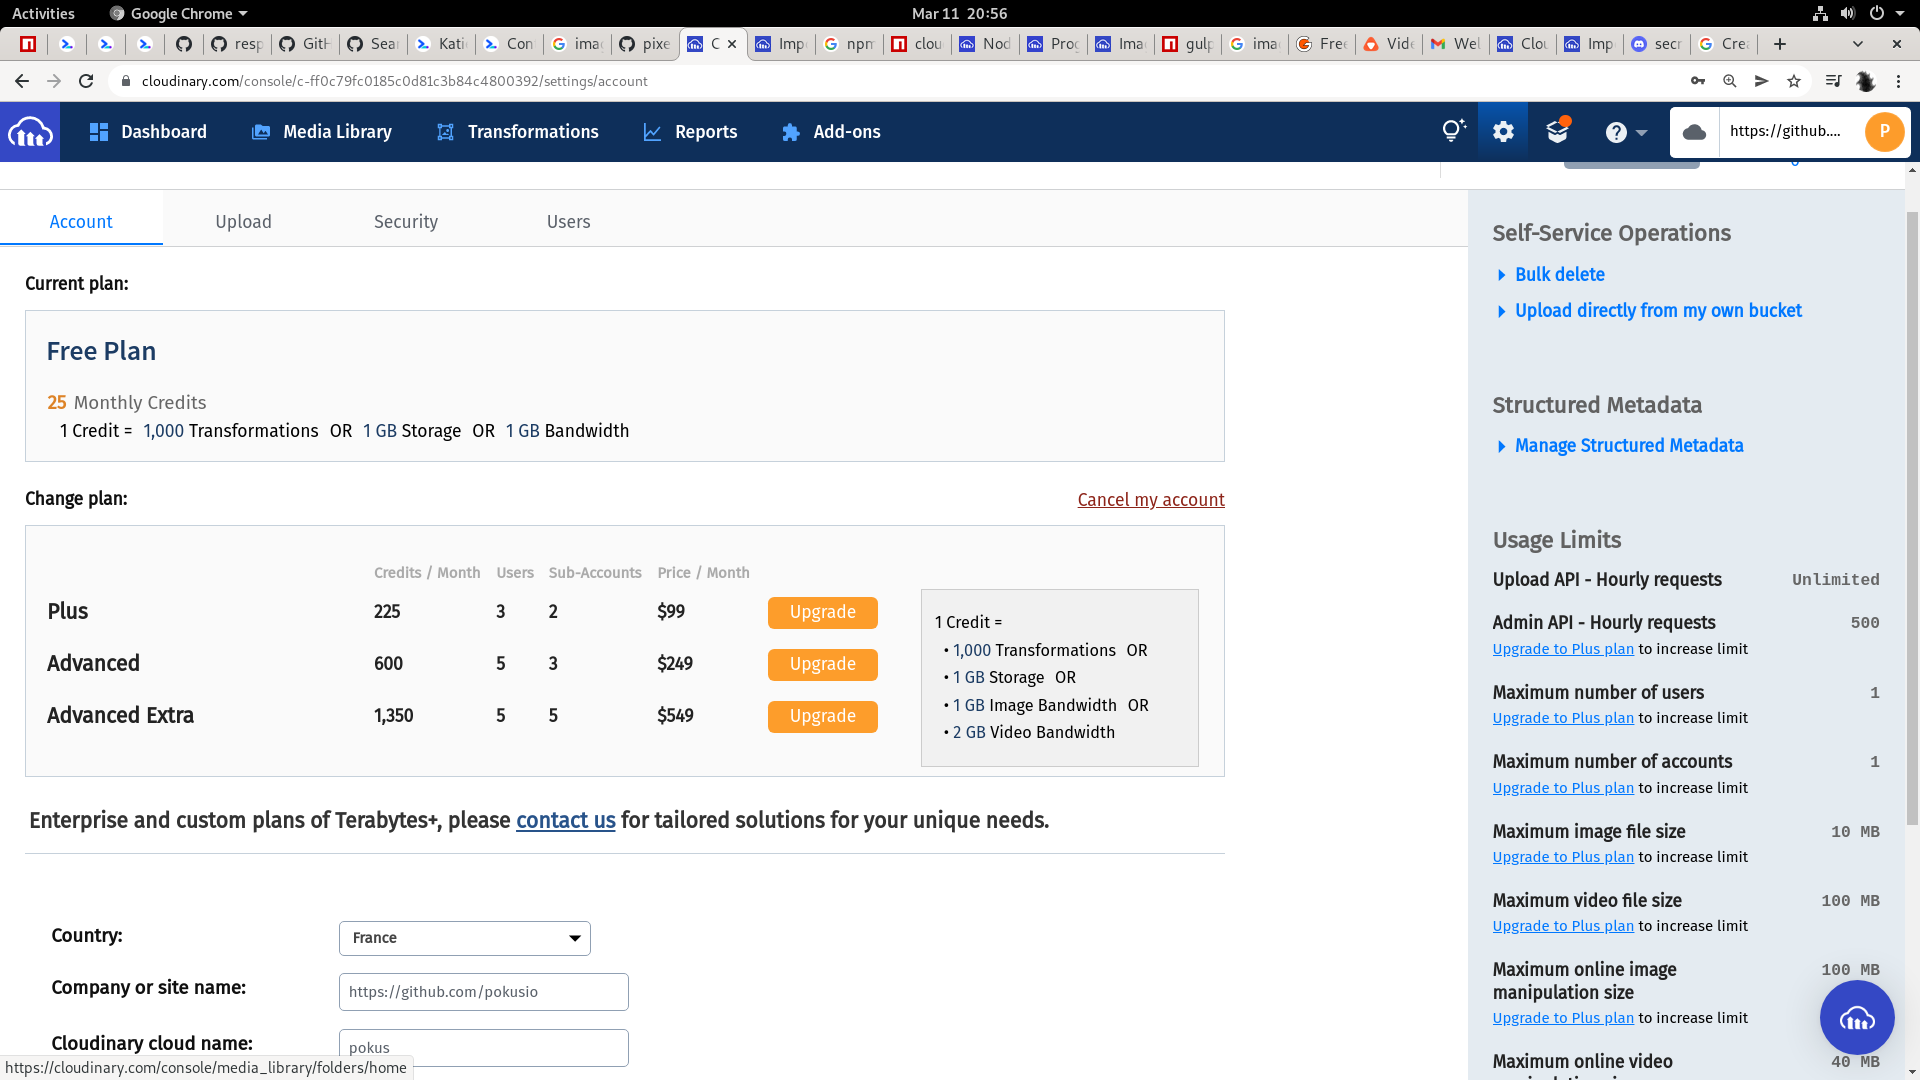 Activities
Google Chrome
Mar 11 20:56
resp
GitH
Sear
Kati
Con
imag
pixe
C
Impo
npm
clou
Nod
Prog
Imag
gulp
imag
Free
Vide
Wel
Clou
Impo
secr
Crea
cloudinary.com/console/c-ff0c79fc0185c0d81c3b84c4800392/settings/account
Dashboard
Media Library
Transformations
Reports
Add-ons
https://github....
P
Account
Upload
Security
Users
Current plan:
Free Plan
25 Monthly Credits
1 Credit = 1,000 Transformations OR 1 GB Storage OR 1 GB Bandwidth
Change plan:
Cancel my account
Credits / Month Users Sub-Accounts Price / Month
Plus 225 3 2 $99 Upgrade
Advanced 600 5 3 $249 Upgrade
Advanced Extra 1,350 5 5 $549 Upgrade
1 Credit =
• 1,000 Transformations OR
• 1 GB Storage OR
• 1 GB Image Bandwidth OR
• 2 GB Video Bandwidth
Enterprise and custom plans of Terabytes+, please contact us for tailored solutions for your unique needs.
Country:
France
Company or site name:
https://github.com/pokusio
Cloudinary cloud name:
pokus
https://cloudinary.com/console/media_library/folders/home
Self-Service Operations
Bulk delete
Upload directly from my own bucket
Structured Metadata
Manage Structured Metadata
Usage Limits
Upload API - Hourly requests Unlimited
Admin API - Hourly requests 500
Upgrade to Plus plan to increase limit
Maximum number of users 1
Upgrade to Plus plan to increase limit
Maximum number of accounts 1
Upgrade to Plus plan to increase limit
Maximum image file size 10 MB
Upgrade to Plus plan to increase limit
Maximum video file size 100 MB
Upgrade to Plus plan to increase limit
Maximum online image 100 MB
manipulation size
Upgrade to Plus plan to increase limit
Maximum online video 40 MB